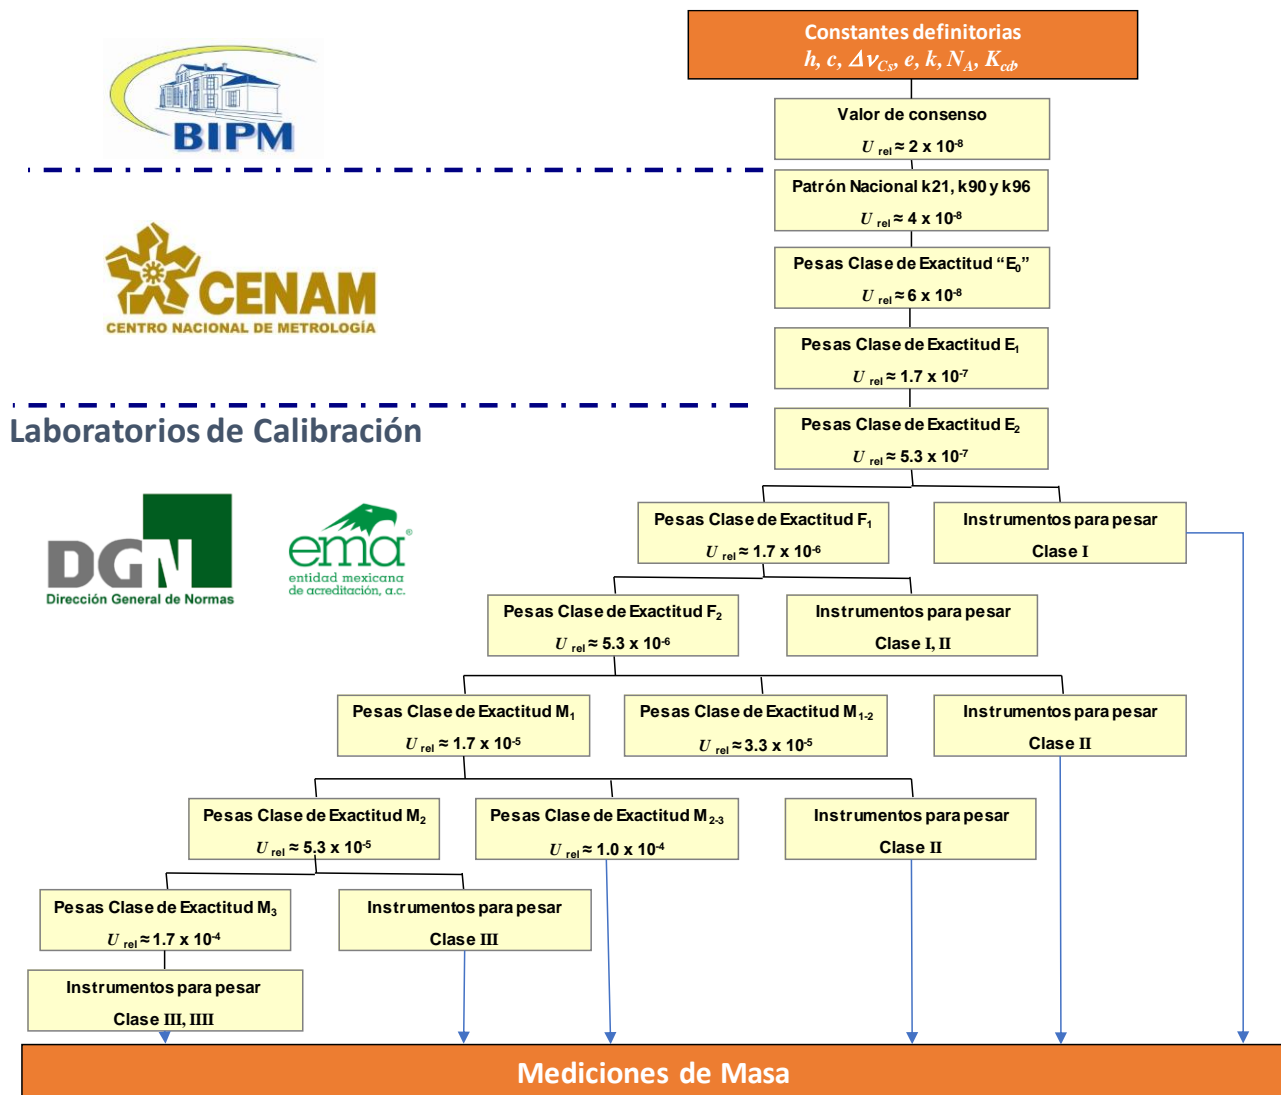 Constantes definitorias
h, c, Δν_Cs, e, k, N_A, K_cd,
BIPM
Valor de consenso
U rel ≈ 2 x 10⁻⁸
Patrón Nacional k21, k90 y k96
U rel ≈ 4 x 10⁻⁸
CENAM
CENTRO NACIONAL DE METROLOGÍA
Pesas Clase de Exactitud “E₀”
U rel ≈ 6 x 10⁻⁸
Pesas Clase de Exactitud E₁
U rel ≈ 1.7 x 10⁻⁷
Laboratorios de Calibración
Pesas Clase de Exactitud E₂
U rel ≈ 5.3 x 10⁻⁷
DGN
Dirección General de Normas
ema®
entidad mexicana
de acreditación, a.c.
Pesas Clase de Exactitud F₁
U rel ≈ 1.7 x 10⁻⁶
Instrumentos para pesar
Clase I
Pesas Clase de Exactitud F₂
U rel ≈ 5.3 x 10⁻⁶
Instrumentos para pesar
Clase I, II
Pesas Clase de Exactitud M₁
U rel ≈ 1.7 x 10⁻⁵
Pesas Clase de Exactitud M₁₋₂
U rel ≈ 3.3 x 10⁻⁵
Instrumentos para pesar
Clase II
Pesas Clase de Exactitud M₂
U rel ≈ 5.3 x 10⁻⁵
Pesas Clase de Exactitud M₂₋₃
U rel ≈ 1.0 x 10⁻⁴
Instrumentos para pesar
Clase II
Pesas Clase de Exactitud M₃
U rel ≈ 1.7 x 10⁻⁴
Instrumentos para pesar
Clase III
Instrumentos para pesar
Clase III, IIII
Mediciones de Masa